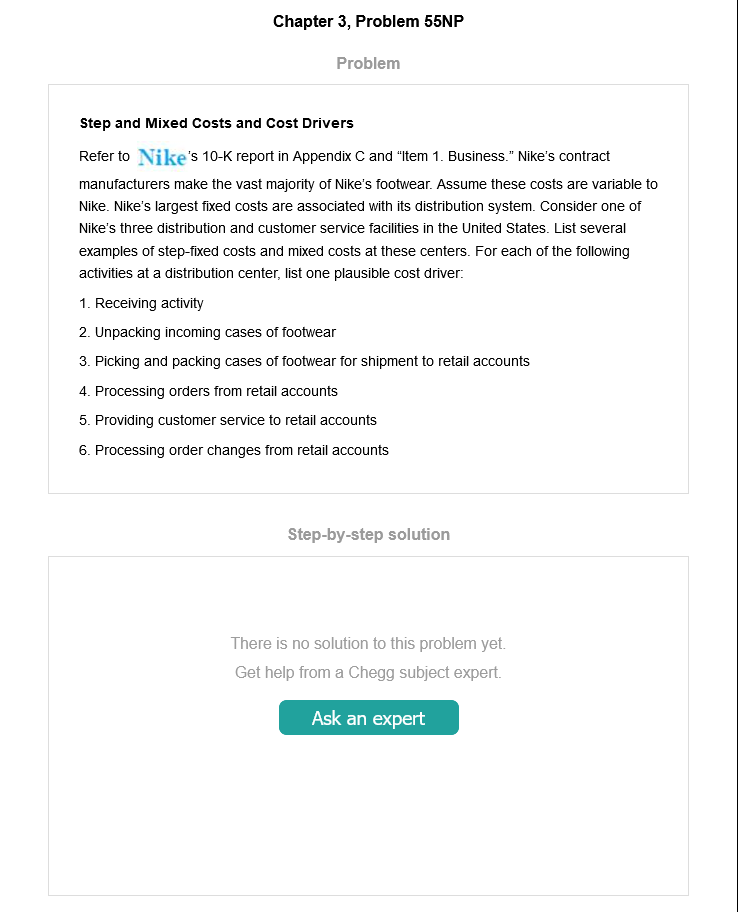 Chapter 3, Problem 55NP
Problem
Step and Mixed Costs and Cost Drivers
Refer to Nike's 10-K report in Appendix C and “Item 1. Business.” Nike's contract
manufacturers make the vast majority of Nike's footwear. Assume these costs are variable to
Nike. Nike's largest fixed costs are associated with its distribution system. Consider one of
Nike's three distribution and customer service facilities in the United States. List several
examples of step-fixed costs and mixed costs at these centers. For each of the following
activities at a distribution center, list one plausible cost driver:
1. Receiving activity
2. Unpacking incoming cases of footwear
3. Picking and packing cases of footwear for shipment to retail accounts
4. Processing orders from retail accounts
5. Providing customer service to retail accounts
6. Processing order changes from retail accounts
Step-by-step solution
There is no solution to this problem yet.
Get help from a Chegg subject expert.
Ask an expert